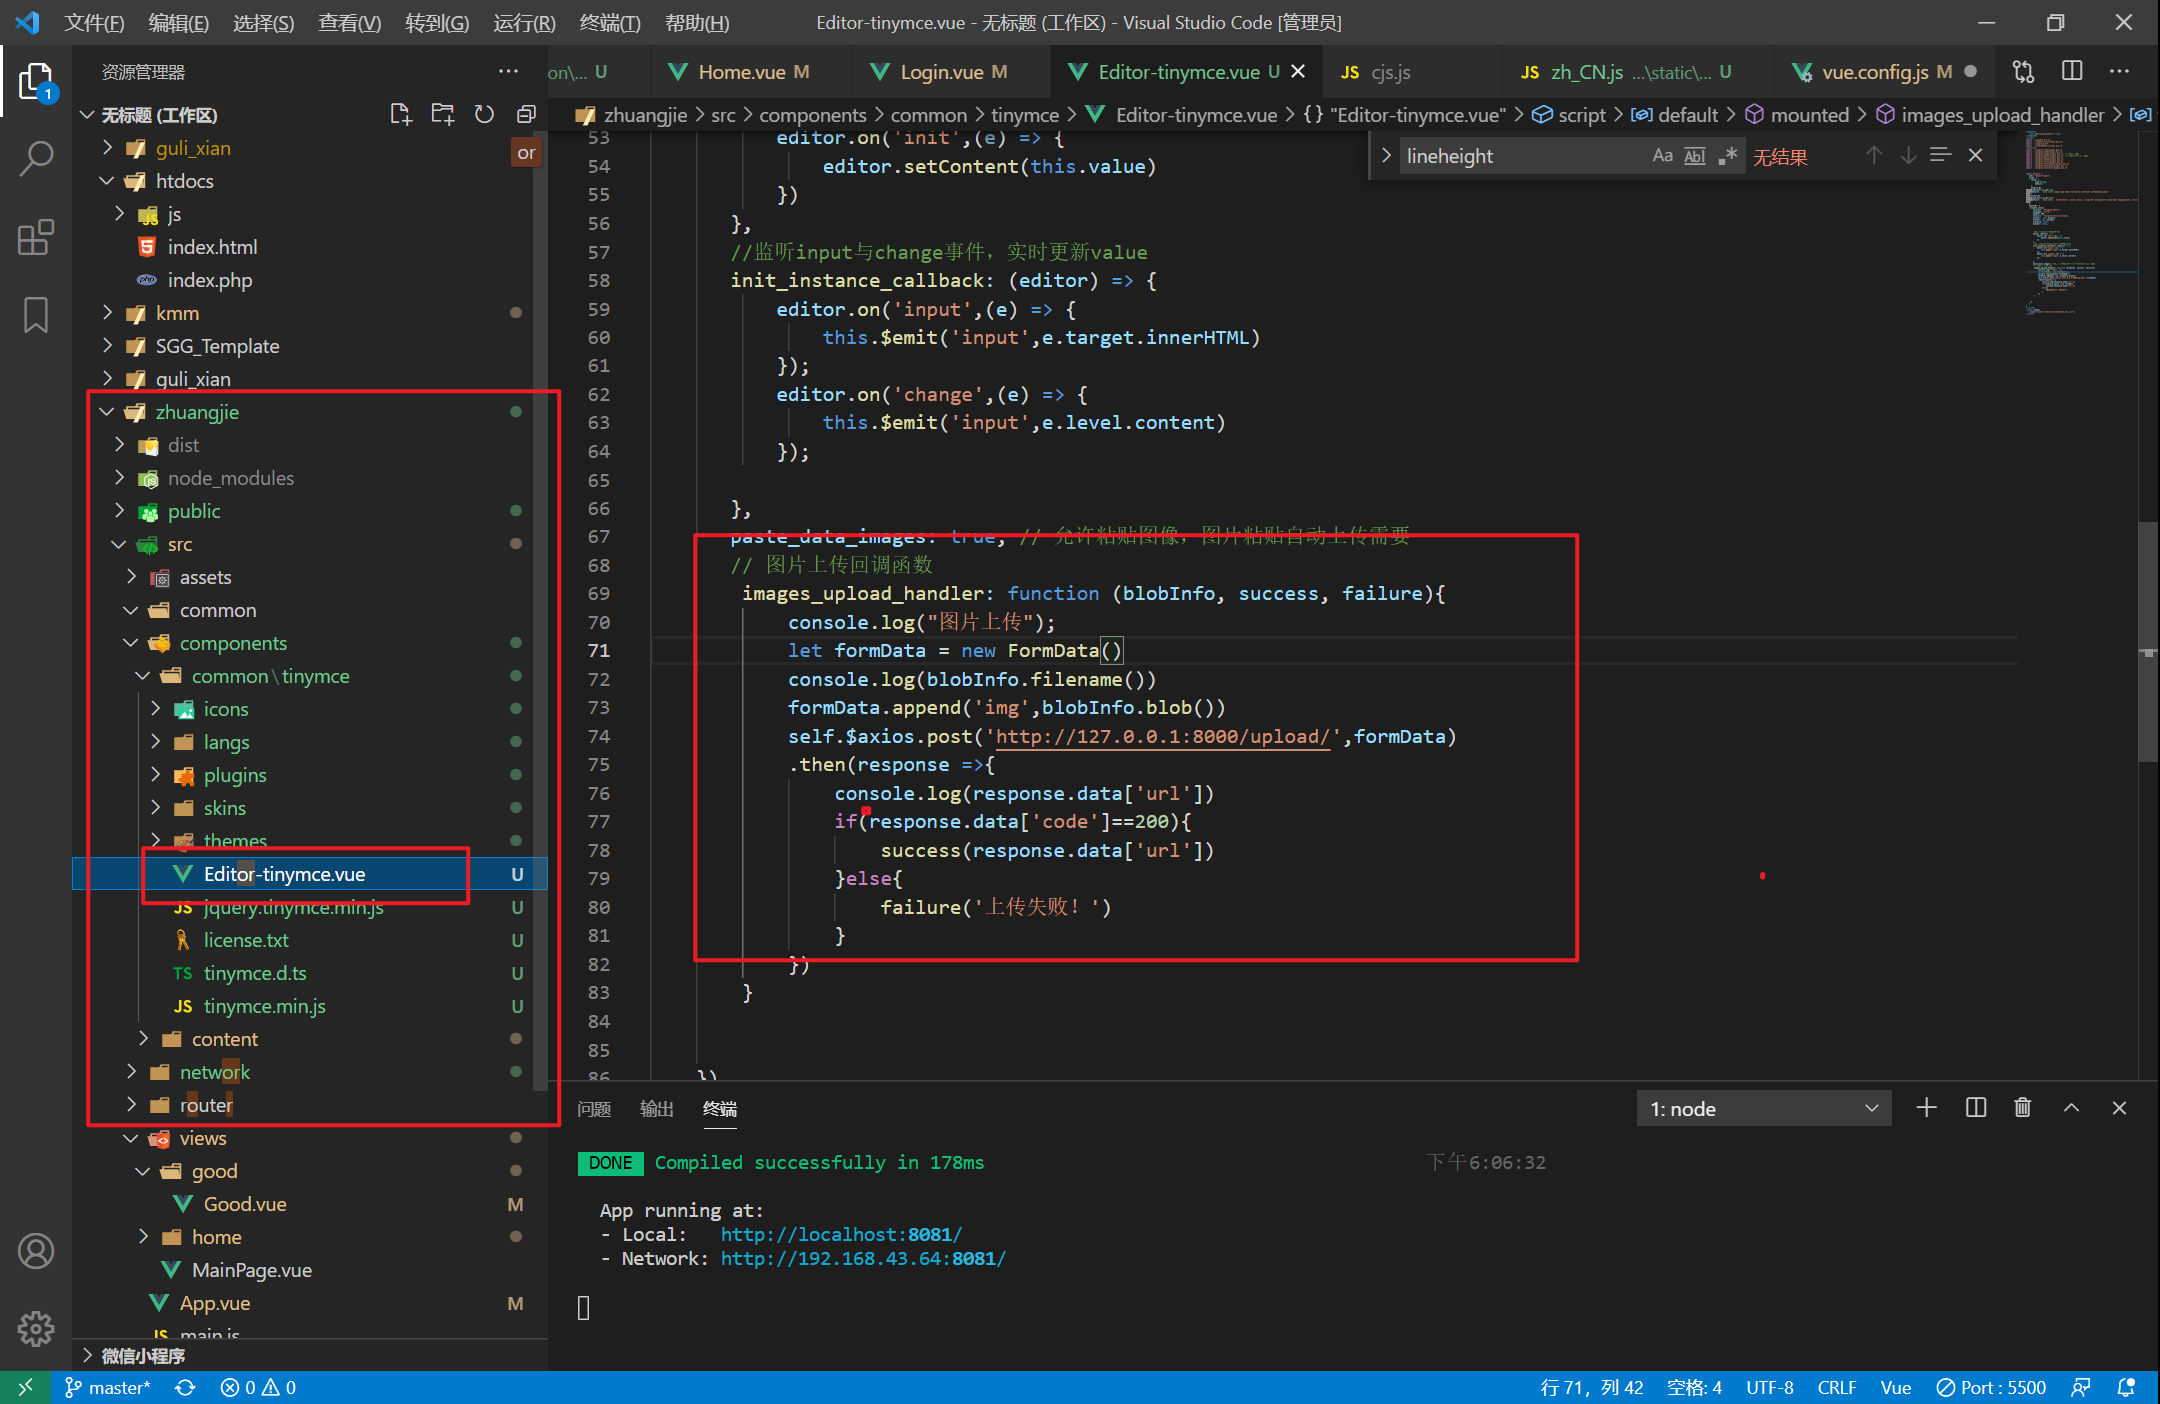 文件(F) 编辑(E) 选择(S) 查看(V) 转到(G) 运行(R) 终端(T) 帮助(H) Editor-tinymce.vue - 无标题 (工作区) - Visual Studio Code [管理员]
资源管理器
on\... U Home.vue M Login.vue M Editor-tinymce.vue U JS cjs.js JS zh_CN.js ...\static\... U vue.config.js M
1
无标题 (工作区)
zhuangjie > src > components > common > tinymce > Editor-tinymce.vue > {} "Editor-tinymce.vue" > script > default > mounted > images_upload_handler >
lineheight Aa Abl .* 无结果
guli_xian or
htdocs
js
index.html
index.php
kmm
SGG_Template
guli_xian
zhuangjie
dist
node_modules
public
src
assets
common
components
common\tinymce
icons
langs
plugins
skins
themes
Editor-tinymce.vue U
JS jquery.tinymce.min.js U
license.txt U
TS tinymce.d.ts U
JS tinymce.min.js U
content
network
router
views
good
Good.vue M
home
MainPage.vue
App.vue M
JS main.js
微信小程序
53 editor.on('init',(e) => {
54 editor.setContent(this.value)
55 })
56 },
57 //监听input与change事件，实时更新value
58 init_instance_callback: (editor) => {
59 editor.on('input',(e) => {
60 this.$emit('input',e.target.innerHTML)
61 });
62 editor.on('change',(e) => {
63 this.$emit('input',e.level.content)
64 });
65
66 },
67 paste_data_images: true, // 允许粘贴图像，图片粘贴自动上传需要
68 // 图片上传回调函数
69 images_upload_handler: function (blobInfo, success, failure){
70 console.log("图片上传");
71 let formData = new FormData()
72 console.log(blobInfo.filename())
73 formData.append('img',blobInfo.blob())
74 self.$axios.post('http://127.0.0.1:8000/upload/',formData)
75 .then(response =>{
76 console.log(response.data['url'])
77 if(response.data['code']==200){
78 success(response.data['url'])
79 }else{
80 failure('上传失败！')
81 }
82 })
83 }
84
85
86 })
问题 输出 终端 1: node
DONE Compiled successfully in 178ms 下午6:06:32
App running at:
- Local: http://localhost:8081/
- Network: http://192.168.43.64:8081/
master* 0 0 行 71，列 42 空格: 4 UTF-8 CRLF Vue Port : 5500